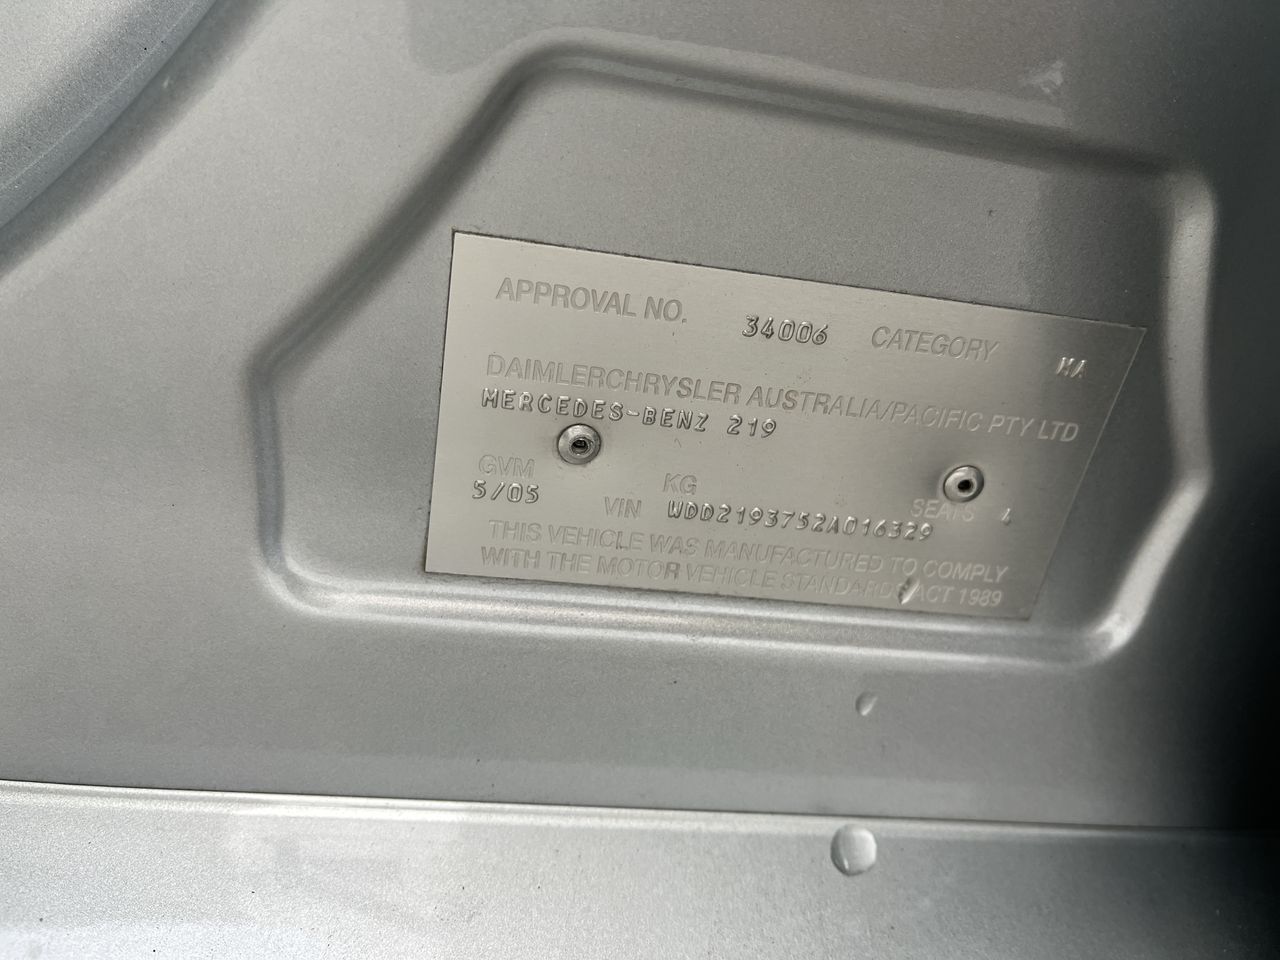 APPROVAL NO. 34006 CATEGORY MA
DAIMLERCHRYSLER AUSTRALIA/PACIFIC PTY LTD
MERCEDES-BENZ 219
GVM KG SEATS 4
5/05 VIN WDD2193752A016329
THIS VEHICLE WAS MANUFACTURED TO COMPLY
WITH THE MOTOR VEHICLE STANDARDS ACT 1989